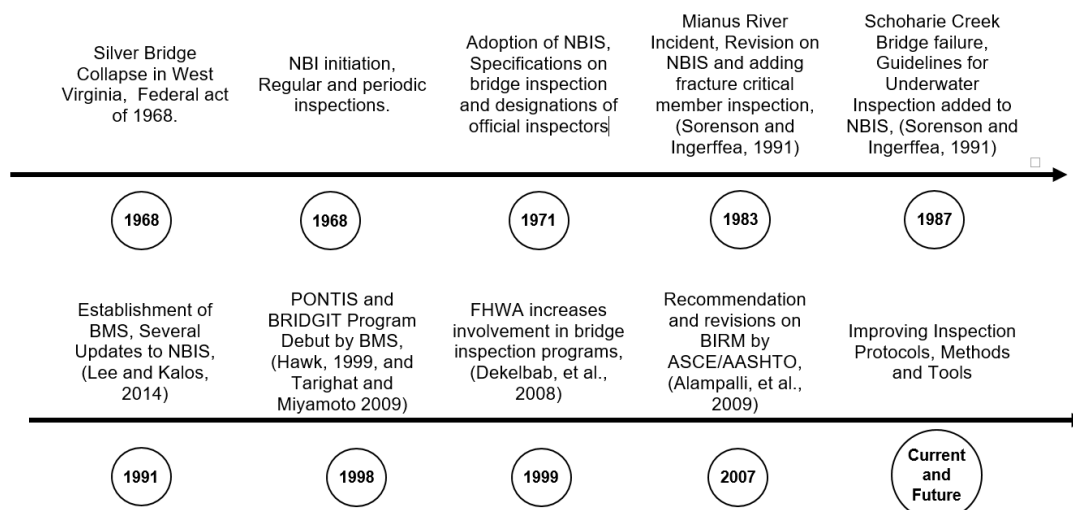 Silver Bridge
Collapse in West
Virginia, Federal act
of 1968.
NBI initiation,
Regular and periodic
inspections.
Adoption of NBIS,
Specifications on
bridge inspection
and designations of
official inspectors
Mianus River
Incident, Revision on
NBIS and adding
fracture critical
member inspection,
(Sorenson and
Ingerffea, 1991)
Schoharie Creek
Bridge failure,
Guidelines for
Underwater
Inspection added to
NBIS, (Sorenson and
Ingerffea, 1991)
1968
1968
1971
1983
1987
Establishment of
BMS, Several
Updates to NBIS,
(Lee and Kalos,
2014)
PONTIS and
BRIDGIT Program
Debut by BMS,
(Hawk, 1999, and
Tarighat and
Miyamoto 2009)
FHWA increases
involvement in bridge
inspection programs,
(Dekelbab, et al.,
2008)
Recommendation
and revisions on
BIRM by
ASCE/AASHTO,
(Alampalli, et al.,
2009)
Improving Inspection
Protocols, Methods
and Tools
1991
1998
1999
2007
Current
and
Future